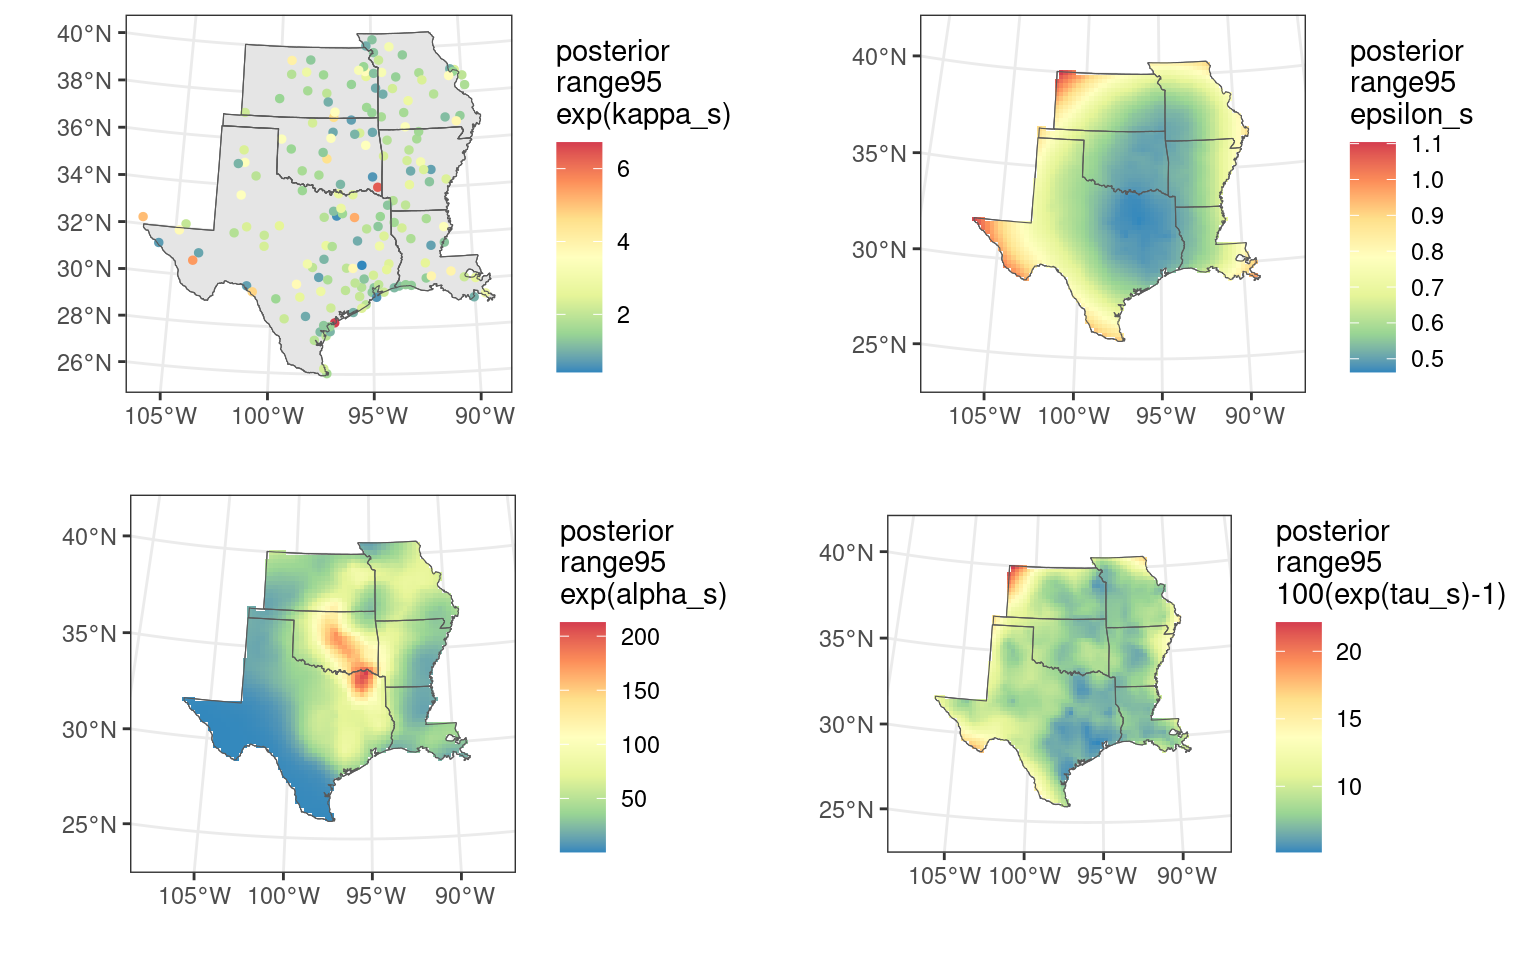 40°N
38°N
36°N
34°N
32°N
30°N
28°N
26°N
105°W 100°W 95°W 90°W
posterior
range95
exp(kappa_s)
6
4
2
40°N
35°N
30°N
25°N
105°W 100°W 95°W 90°W
posterior
range95
epsilon_s
1.1
1.0
0.9
0.8
0.7
0.6
0.5
40°N
35°N
30°N
25°N
105°W 100°W 95°W 90°W
posterior
range95
exp(alpha_s)
200
150
100
50
40°N
35°N
30°N
25°N
105°W 100°W 95°W 90°W
posterior
range95
100(exp(tau_s)-1)
20
15
10